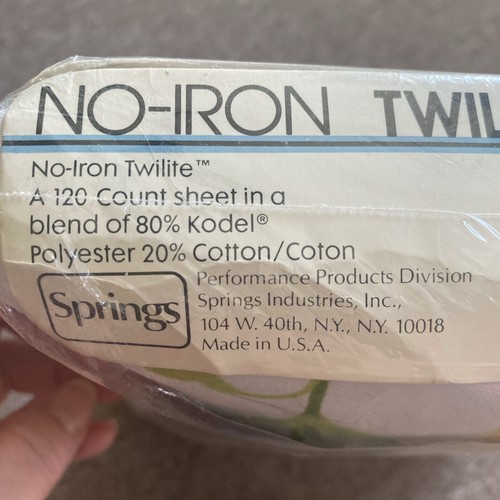 NO-IRON TWIL
No-Iron Twilite™
A 120 Count sheet in a
blend of 80% Kodel®
Polyester 20% Cotton/Coton
Springs
Performance Products Division
Springs Industries, Inc.,
104 W. 40th, N.Y., N.Y. 10018
Made in U.S.A.